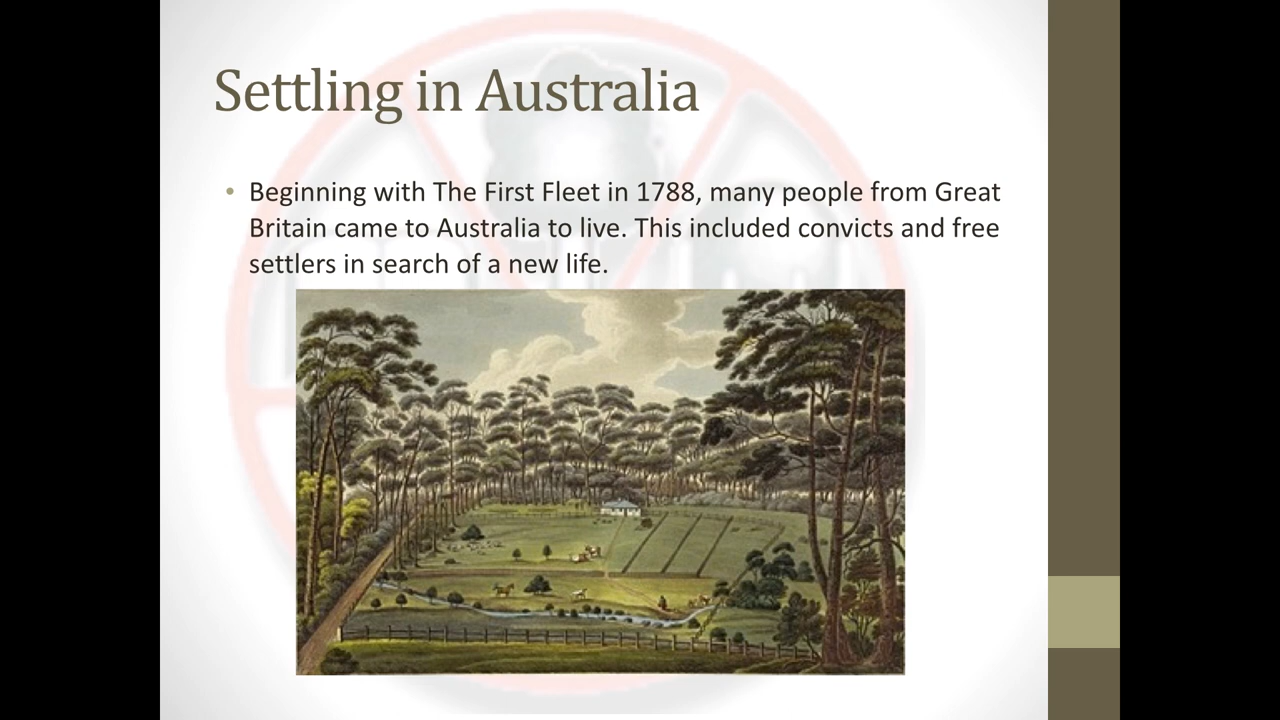 Settling in Australia
• Beginning with The First Fleet in 1788, many people from Great
Britain came to Australia to live. This included convicts and free
settlers in search of a new life.